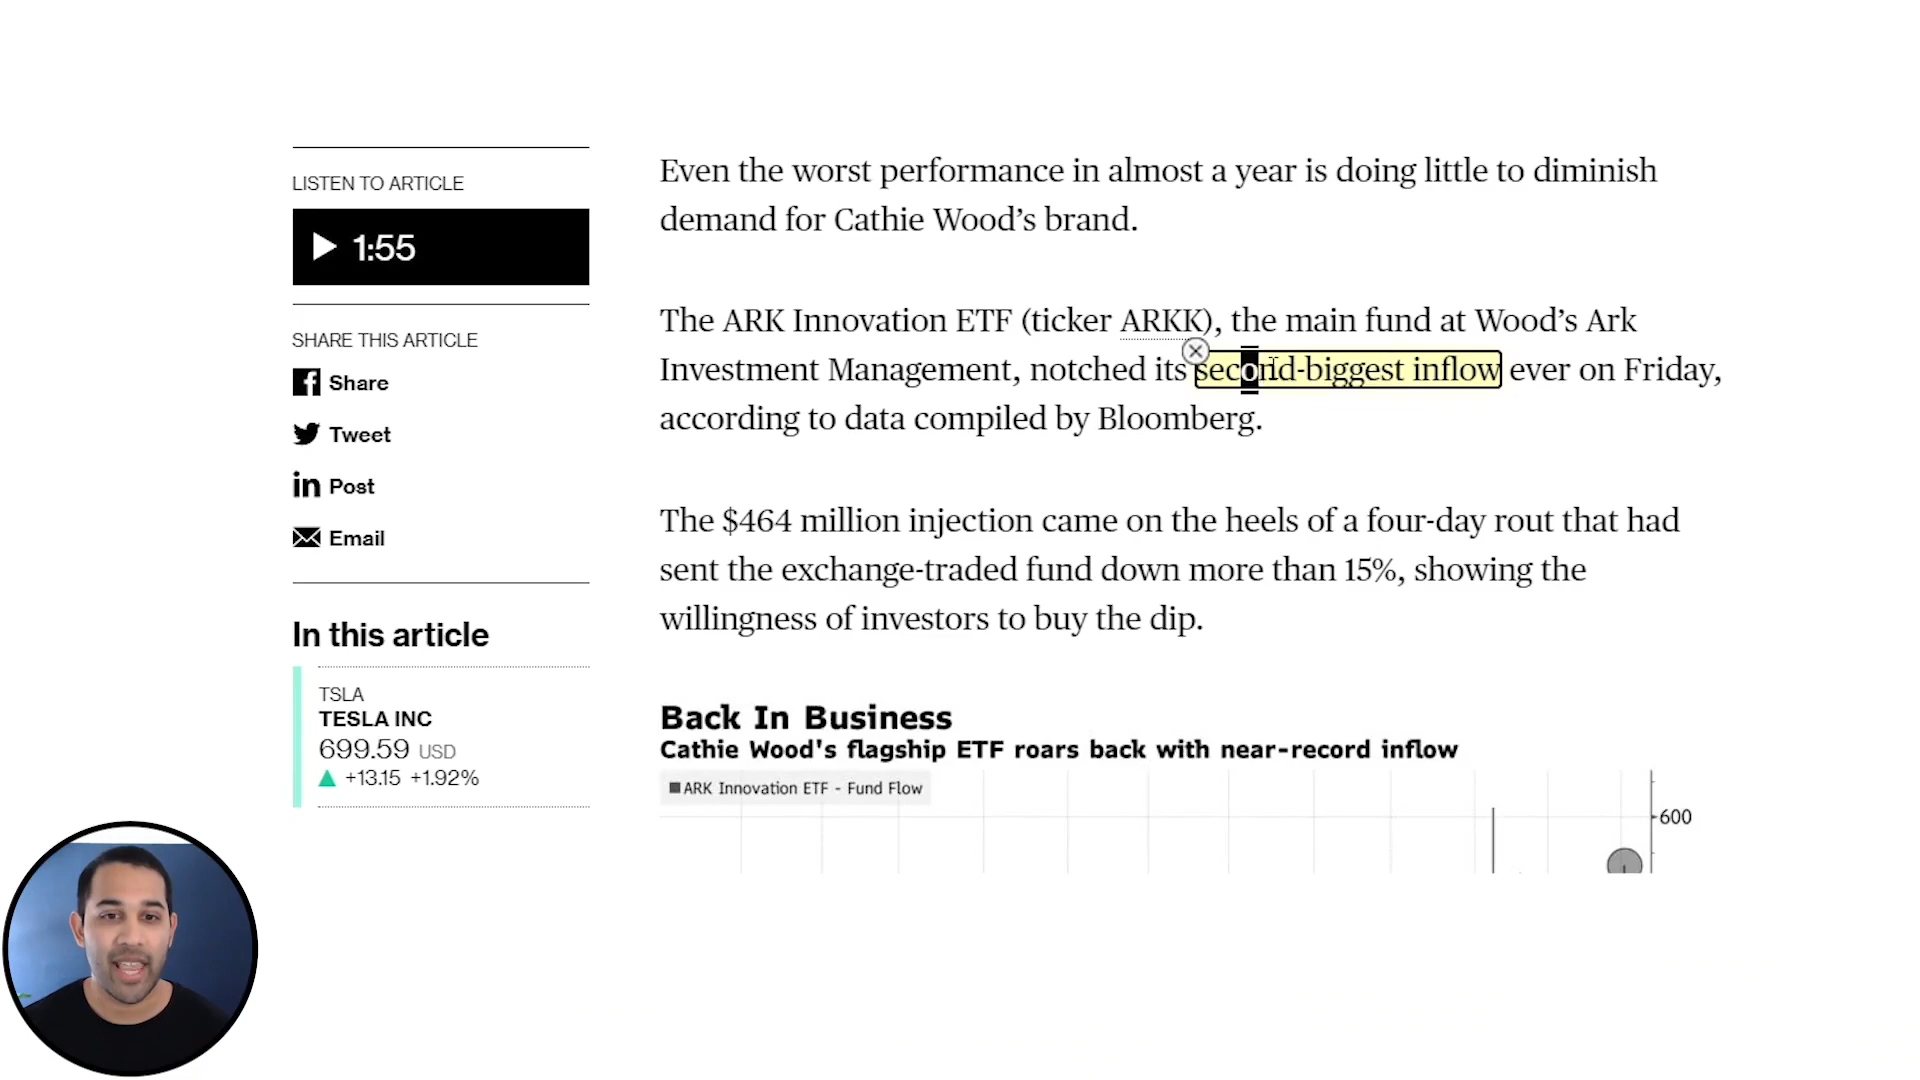 LISTEN TO ARTICLE
1:55
SHARE THIS ARTICLE
Share
Tweet
in Post
Email
In this article
TSLA
TESLA INC
699.59 USD
+13.15 +1.92%
Even the worst performance in almost a year is doing little to diminish
demand for Cathie Wood’s brand.
The ARK Innovation ETF (ticker ARKK), the main fund at Wood’s Ark
Investment Management, notched its second-biggest inflow ever on Friday,
according to data compiled by Bloomberg.
The $464 million injection came on the heels of a four-day rout that had
sent the exchange-traded fund down more than 15%, showing the
willingness of investors to buy the dip.
Back In Business
Cathie Wood's flagship ETF roars back with near-record inflow
ARK Innovation ETF - Fund Flow
600